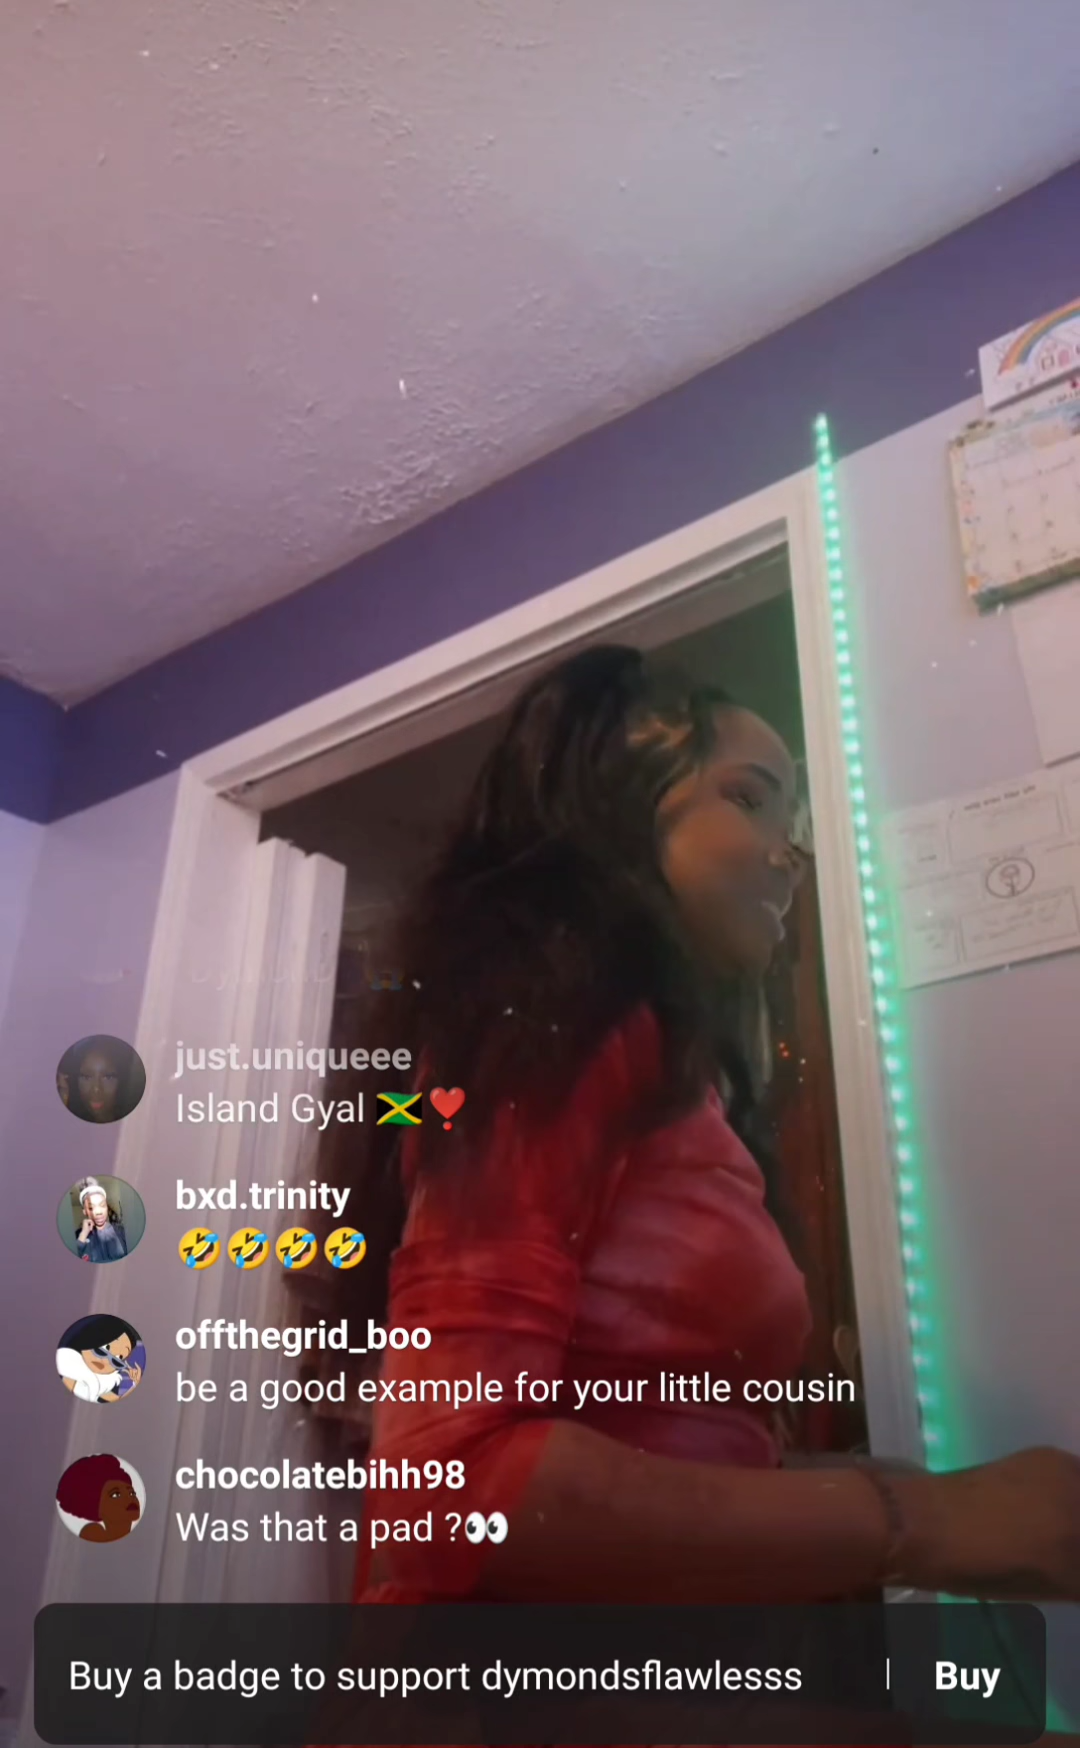 just.uniqueee
Island Gyal 🇯🇲❣️
bxd.trinity
🤣🤣🤣🤣
offthegrid_boo
be a good example for your little cousin
chocolatebihh98
Was that a pad ?👀
Buy a badge to support dymondsflawlesss | Buy